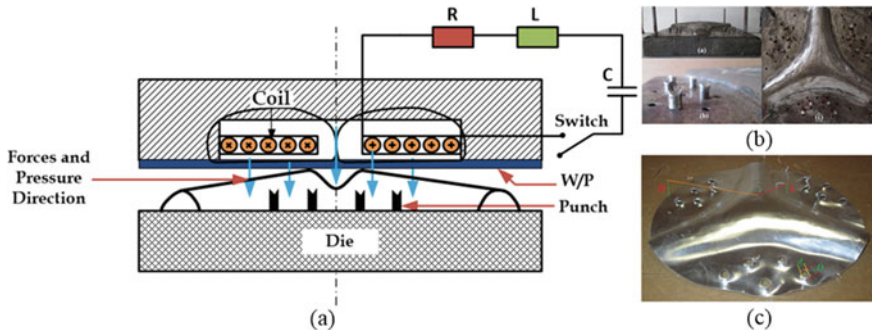 R
L
C
Coil
Switch
Forces and
Pressure
Direction
W/P
Punch
Die
(a)
(a)
(b)
(b)
(c)